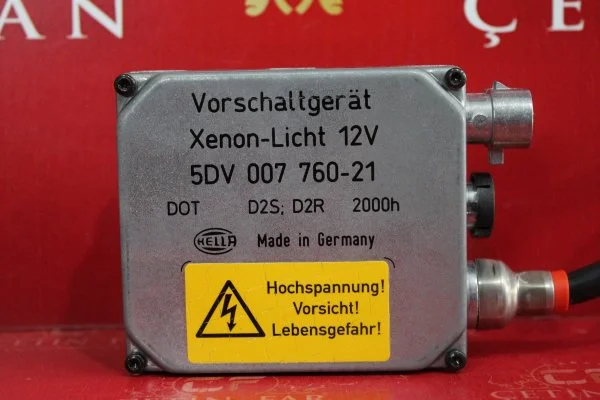 Vorschaltgerät
Xenon-Licht 12V
5DV 007 760-21
DOT D2S; D2R 2000h
HELLA Made in Germany
Hochspannung!
Vorsicht!
Lebensgefahr!